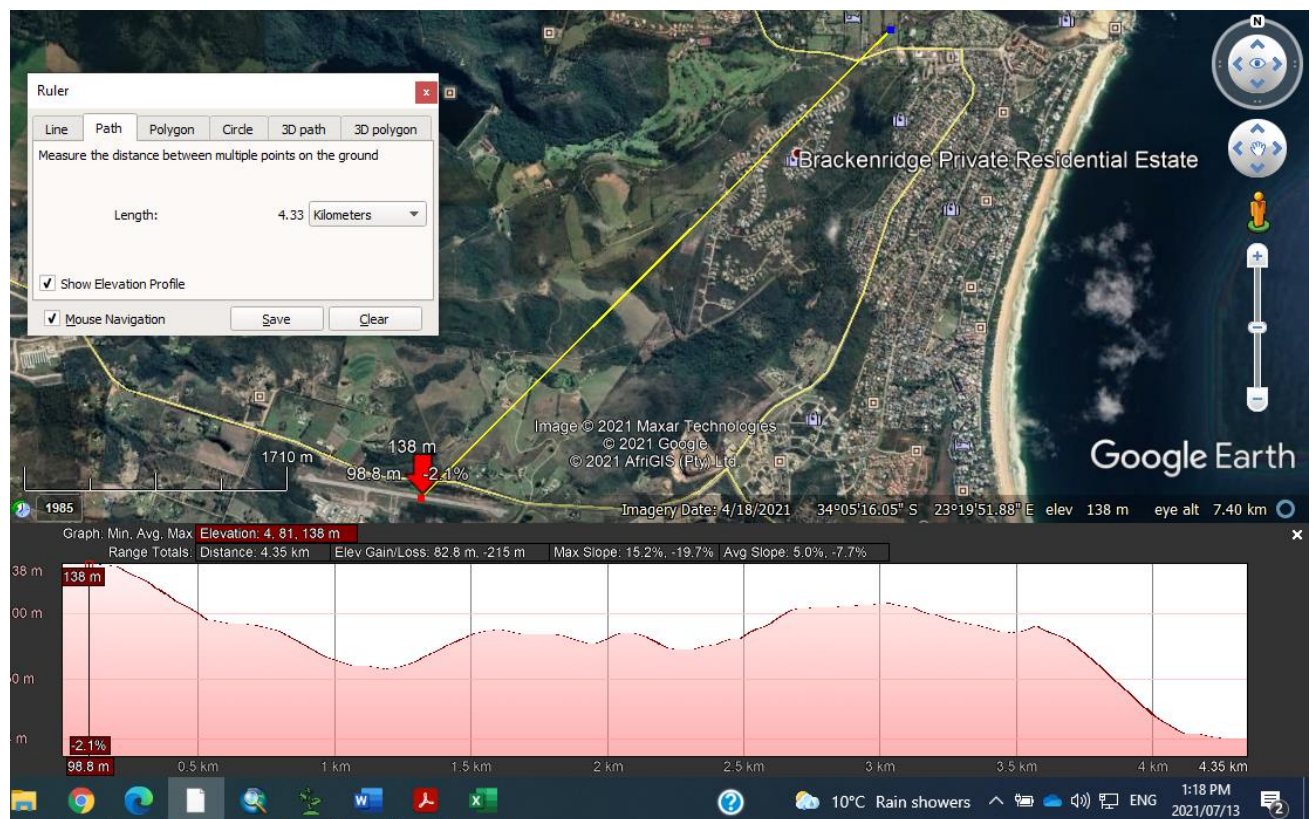 N
Ruler
x
Line Path Polygon Circle 3D path 3D polygon
Measure the distance between multiple points on the ground
Length: 4.33 Kilometers
Show Elevation Profile
Mouse Navigation Save Clear
Brackenridge Private Residential Estate
Image © 2021 Maxar Technologies
© 2021 Google
© 2021 AfriGIS (Pty) Ltd.
138 m
1710 m
98.8 m -2.1%
Google Earth
1985
Imagery Date: 4/18/2021 34°05'16.05" S 23°19'51.88" E elev 138 m eye alt 7.40 km
Graph: Min, Avg, Max Elevation: 4, 81, 138 m
Range Totals: Distance: 4.35 km Elev Gain/Loss: 82.8 m, -215 m Max Slope: 15.2%, -19.7% Avg Slope: 5.0%, -7.7%
38 m
138 m
00 m
0 m
m
-2.1%
98.8 m 0.5 km 1 km 1.5 km 2 km 2.5 km 3 km 3.5 km 4 km 4.35 km
10°C Rain showers ENG
1:18 PM
2021/07/13
2